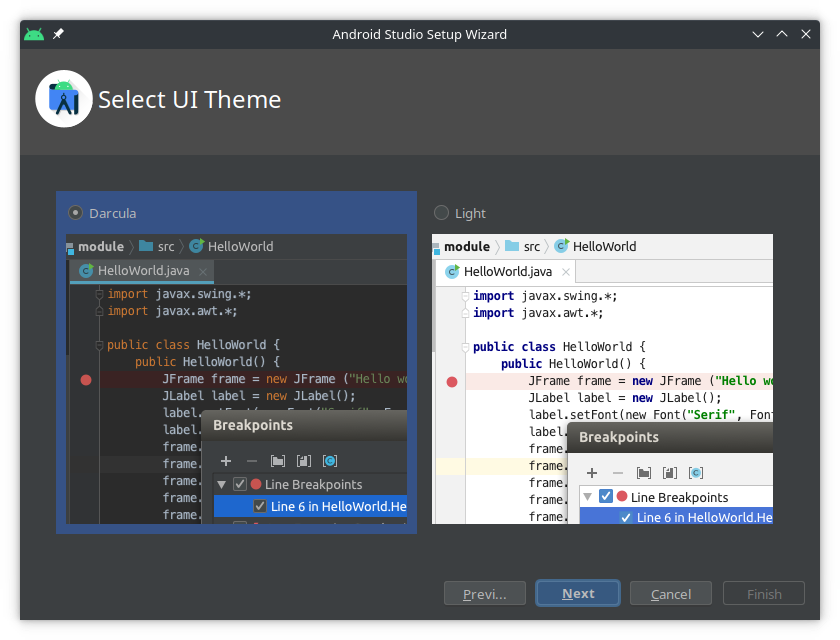 Android Studio Setup Wizard
Select UI Theme
Darcula
module src HelloWorld
HelloWorld.java
import javax.swing.*;
import javax.awt.*;
public class HelloWorld {
public HelloWorld() {
JFrame frame = new JFrame ("Hello wo
JLabel label = new JLabel();
label.
label.
frame.
frame.
frame.
frame.
frame.
Breakpoints
Line Breakpoints
Line 6 in HelloWorld.He
Light
module src HelloWorld
HelloWorld.java
import javax.swing.*;
import javax.awt.*;
public class HelloWorld {
public HelloWorld() {
JFrame frame = new JFrame ("Hello wo
JLabel label = new JLabel();
label.setFont(new Font("Serif", Font
label.
frame.
frame.
frame.
frame.
frame.
Breakpoints
Line Breakpoints
Line 6 in HelloWorld.He
Previ...
Next
Cancel
Finish